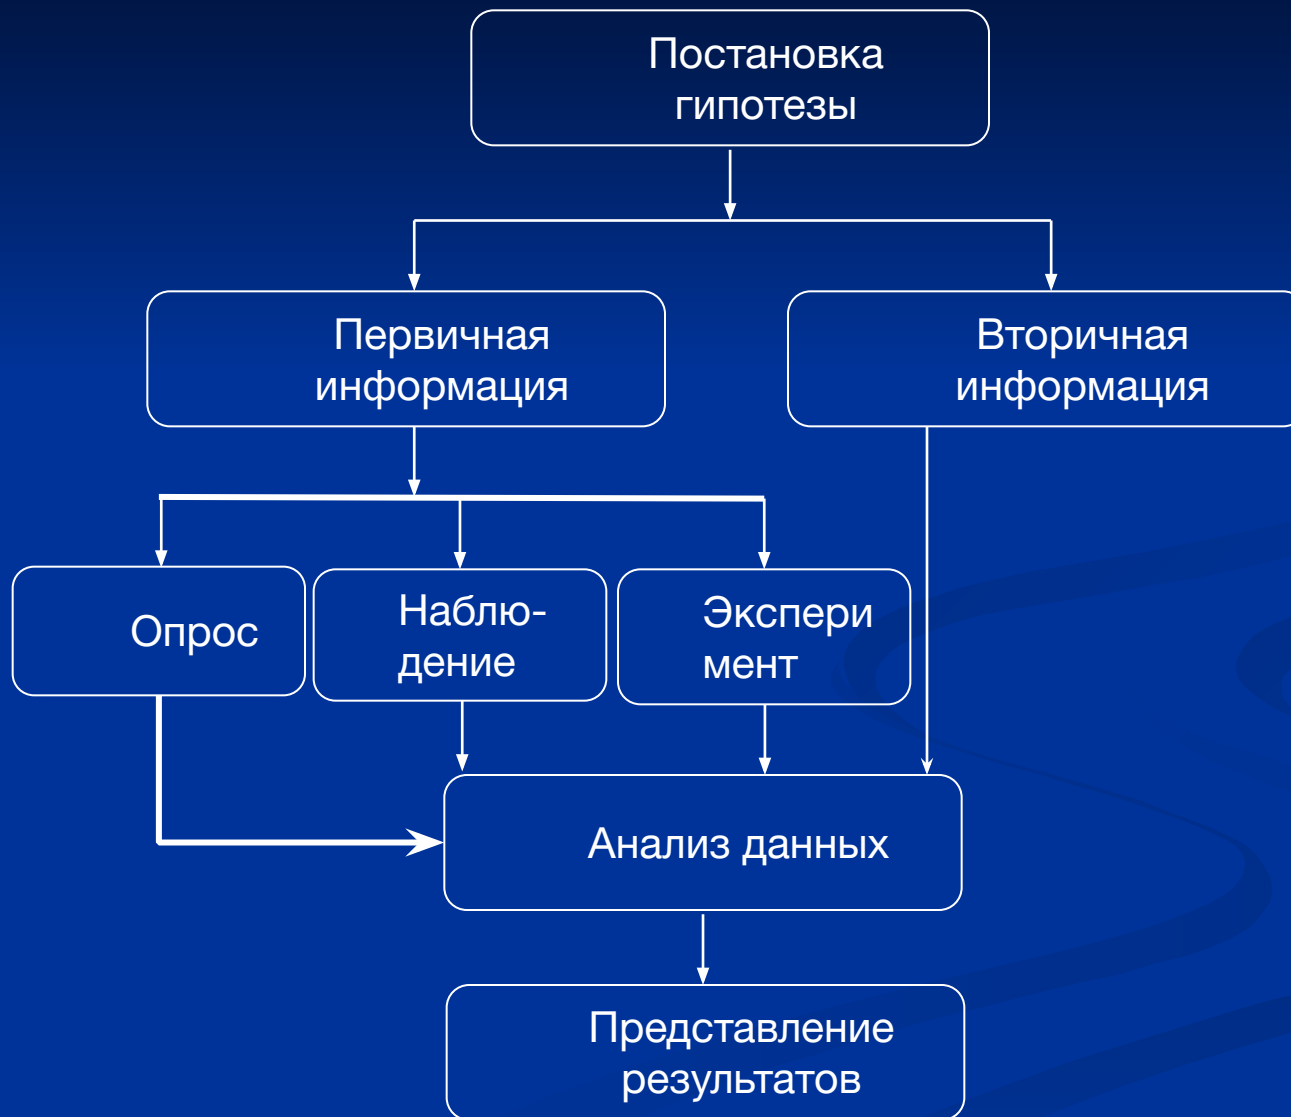 Постановка
гипотезы
Первичная
информация
Вторичная
информация
Опрос
Наблю-
дение
Экспери
мент
Анализ данных
Представление
результатов